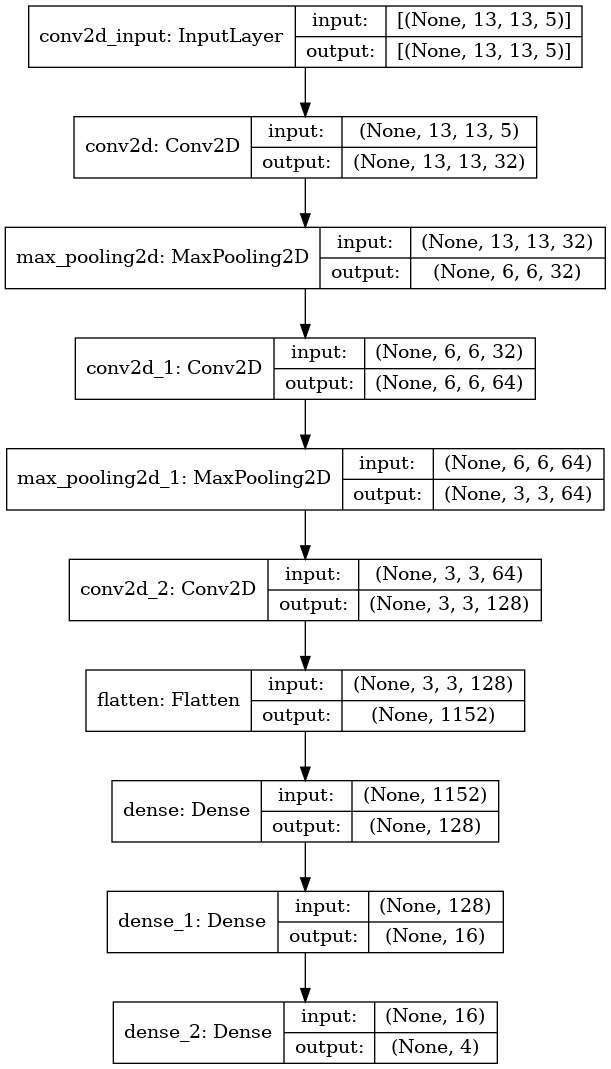 conv2d_input: InputLayer
input:
[(None, 13, 13, 5)]
output:
[(None, 13, 13, 5)]
conv2d: Conv2D
input:
(None, 13, 13, 5)
output:
(None, 13, 13, 32)
max_pooling2d: MaxPooling2D
input:
(None, 13, 13, 32)
output:
(None, 6, 6, 32)
conv2d_1: Conv2D
input:
(None, 6, 6, 32)
output:
(None, 6, 6, 64)
max_pooling2d_1: MaxPooling2D
input:
(None, 6, 6, 64)
output:
(None, 3, 3, 64)
conv2d_2: Conv2D
input:
(None, 3, 3, 64)
output:
(None, 3, 3, 128)
flatten: Flatten
input:
(None, 3, 3, 128)
output:
(None, 1152)
dense: Dense
input:
(None, 1152)
output:
(None, 128)
dense_1: Dense
input:
(None, 128)
output:
(None, 16)
dense_2: Dense
input:
(None, 16)
output:
(None, 4)